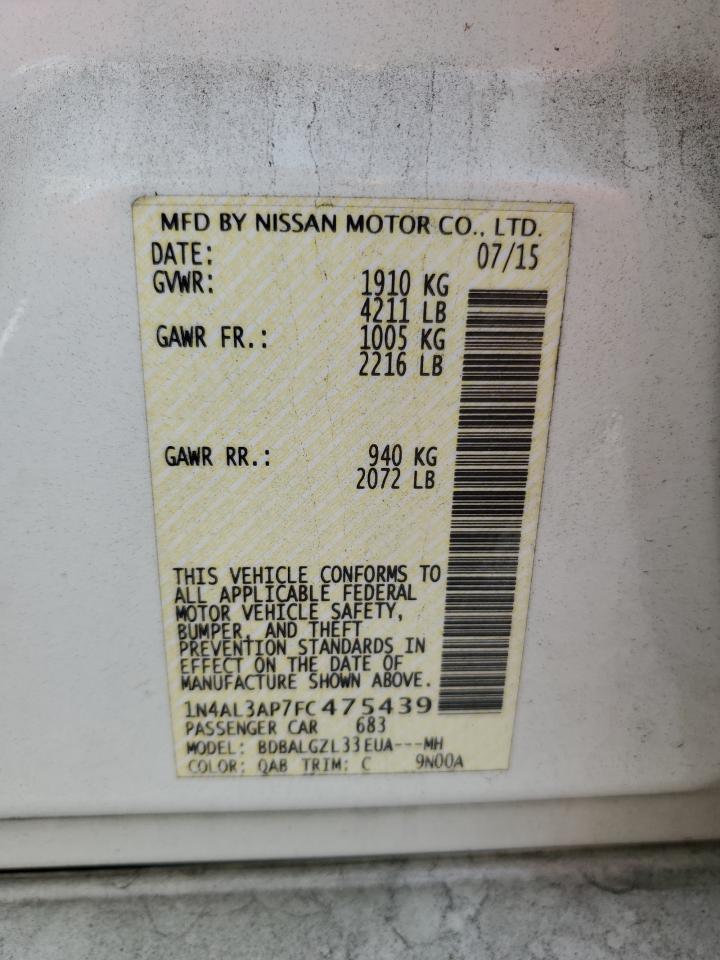 MFD BY NISSAN MOTOR CO., LTD.
DATE: 07/15
GVWR: 1910 KG
4211 LB
GAWR FR.: 1005 KG
2216 LB
GAWR RR.: 940 KG
2072 LB
THIS VEHICLE CONFORMS TO
ALL APPLICABLE FEDERAL
MOTOR VEHICLE SAFETY,
BUMPER, AND THEFT
PREVENTION STANDARDS IN
EFFECT ON THE DATE OF
MANUFACTURE SHOWN ABOVE.
1N4AL3AP7FC475439
PASSENGER CAR 683
MODEL: BDBALGZL33EUA---MH
COLOR: QAB TRIM: C 9N00A